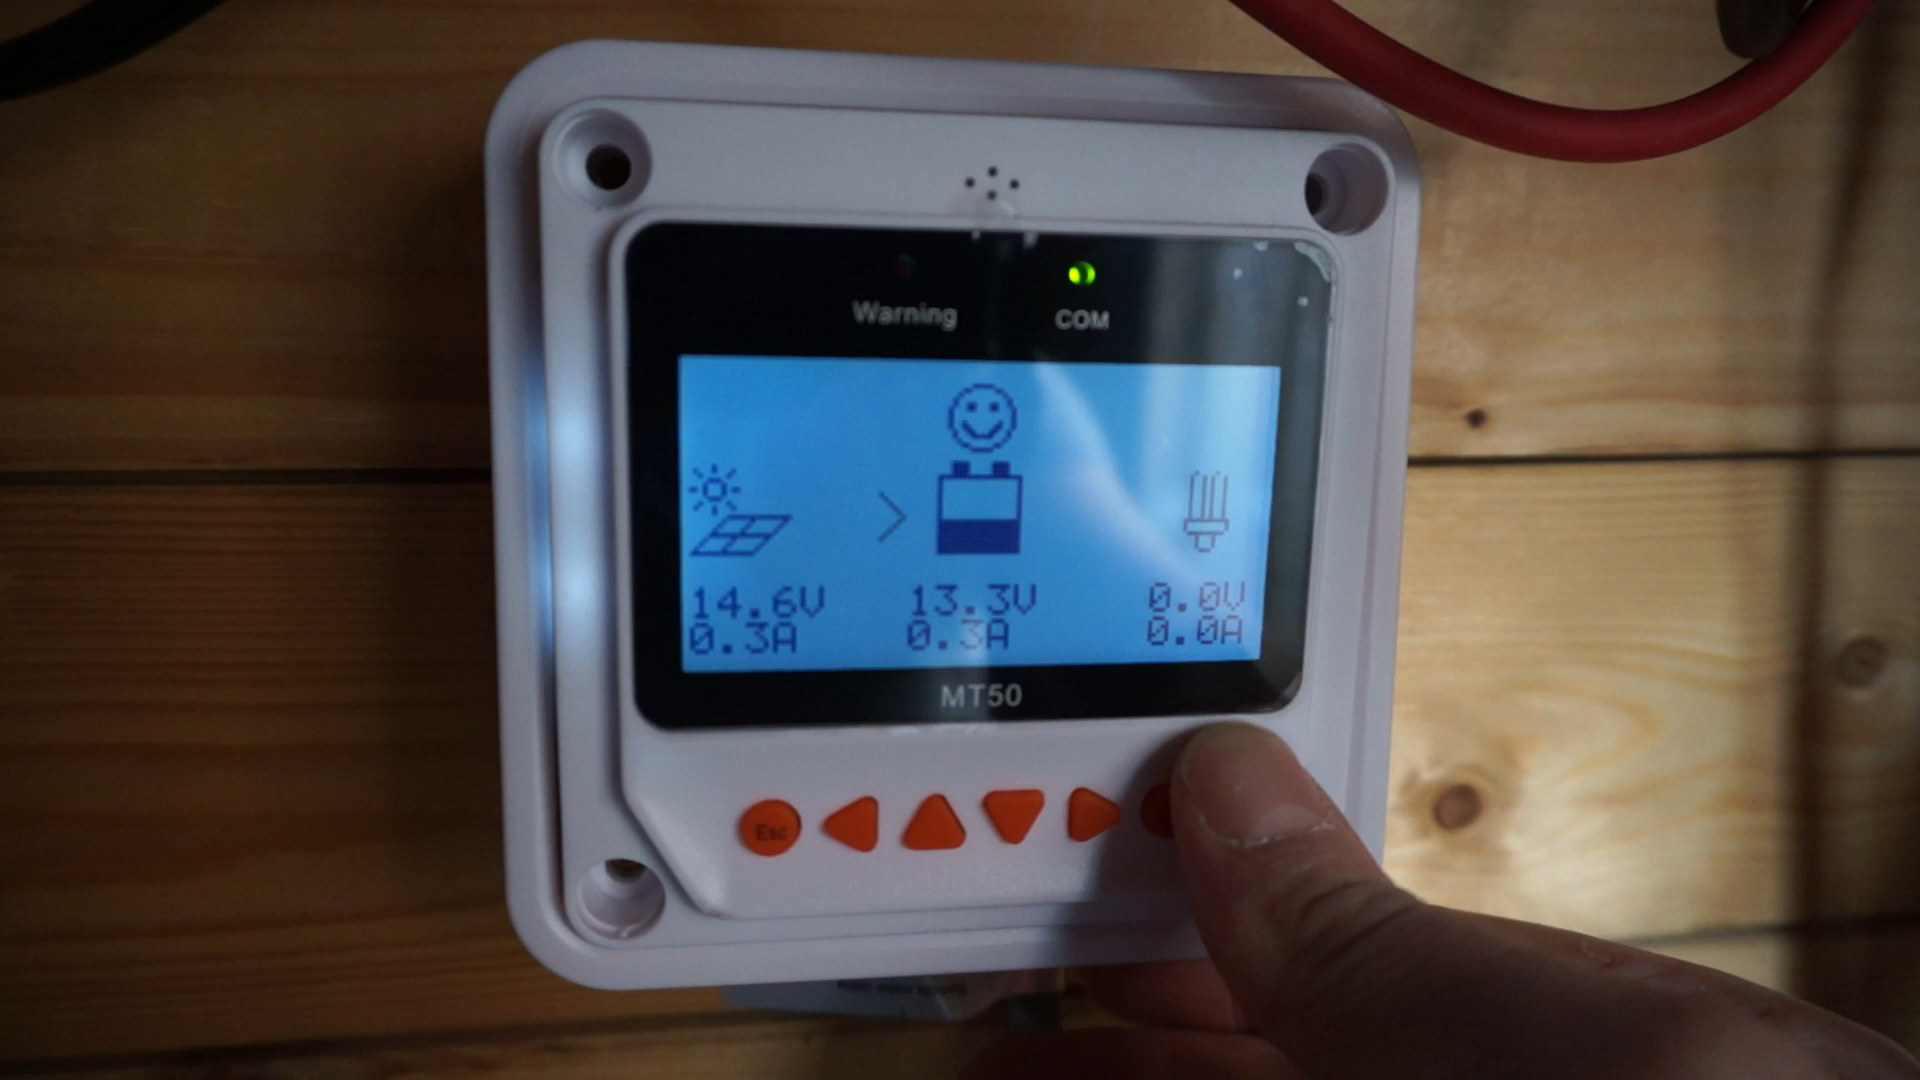 Warning COM
14.6V 13.3V 0.0V
0.3A 0.3A 0.0A
MT50
Esc